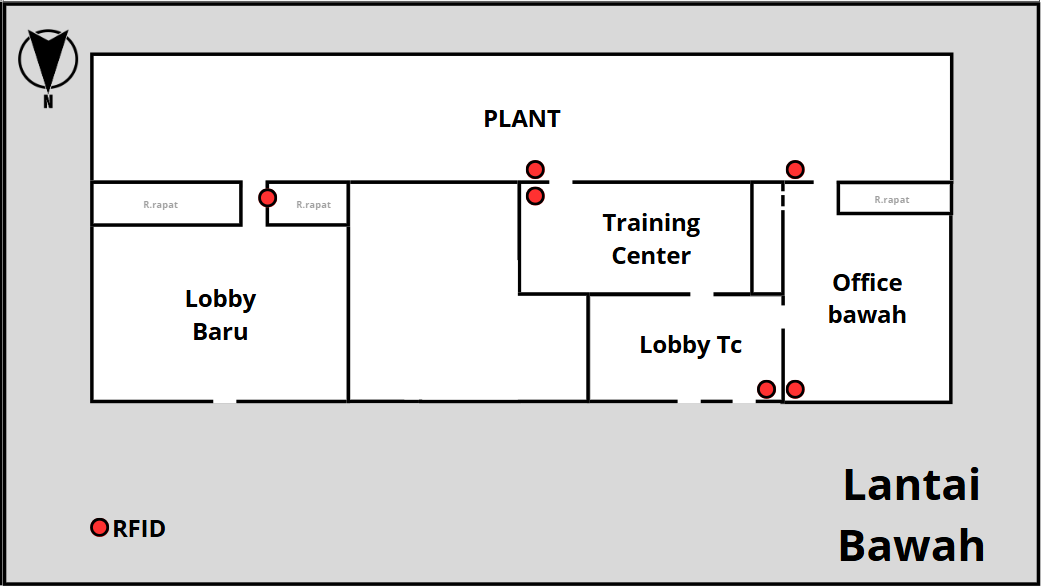 N
PLANT
R.rapat
R.rapat
R.rapat
Training
Center
Lobby
Baru
Office
bawah
Lobby Tc
Lantai
Bawah
RFID